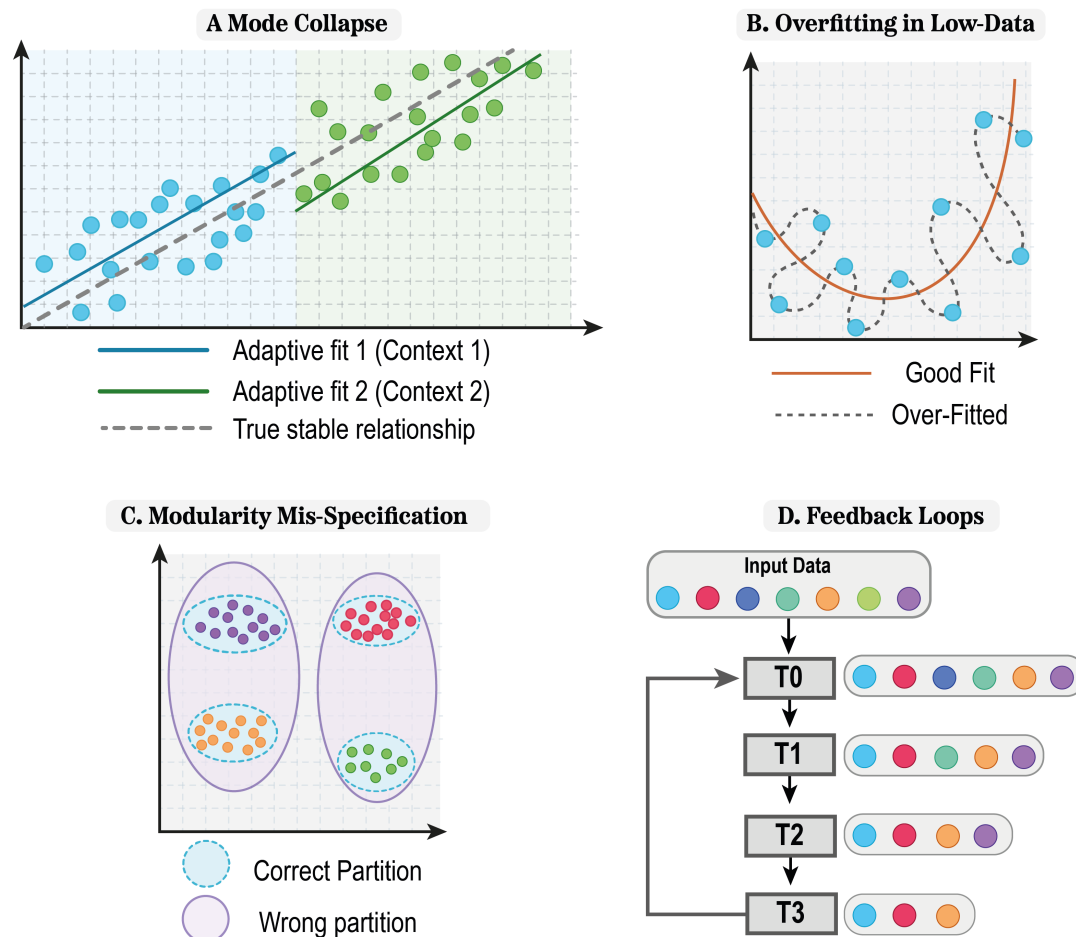 A Mode Collapse
Adaptive fit 1 (Context 1)
Adaptive fit 2 (Context 2)
True stable relationship
B. Overfitting in Low-Data
Good Fit
Over-Fitted
C. Modularity Mis-Specification
Correct Partition
Wrong partition
D. Feedback Loops
Input Data
T0
T1
T2
T3